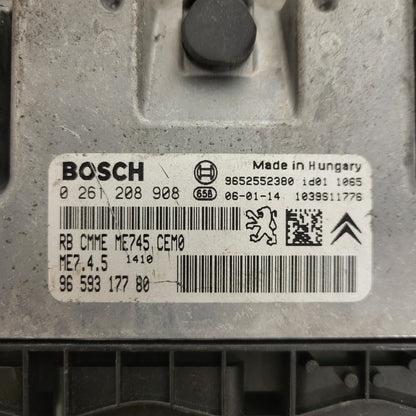 BOSCH
Made in Hungary
9652552380 id01 1065
0 261 208 908
658
06-01-14 1039S11776
RB CMME ME745 CEM0
ME7.4.5 1410
96 593 177 80